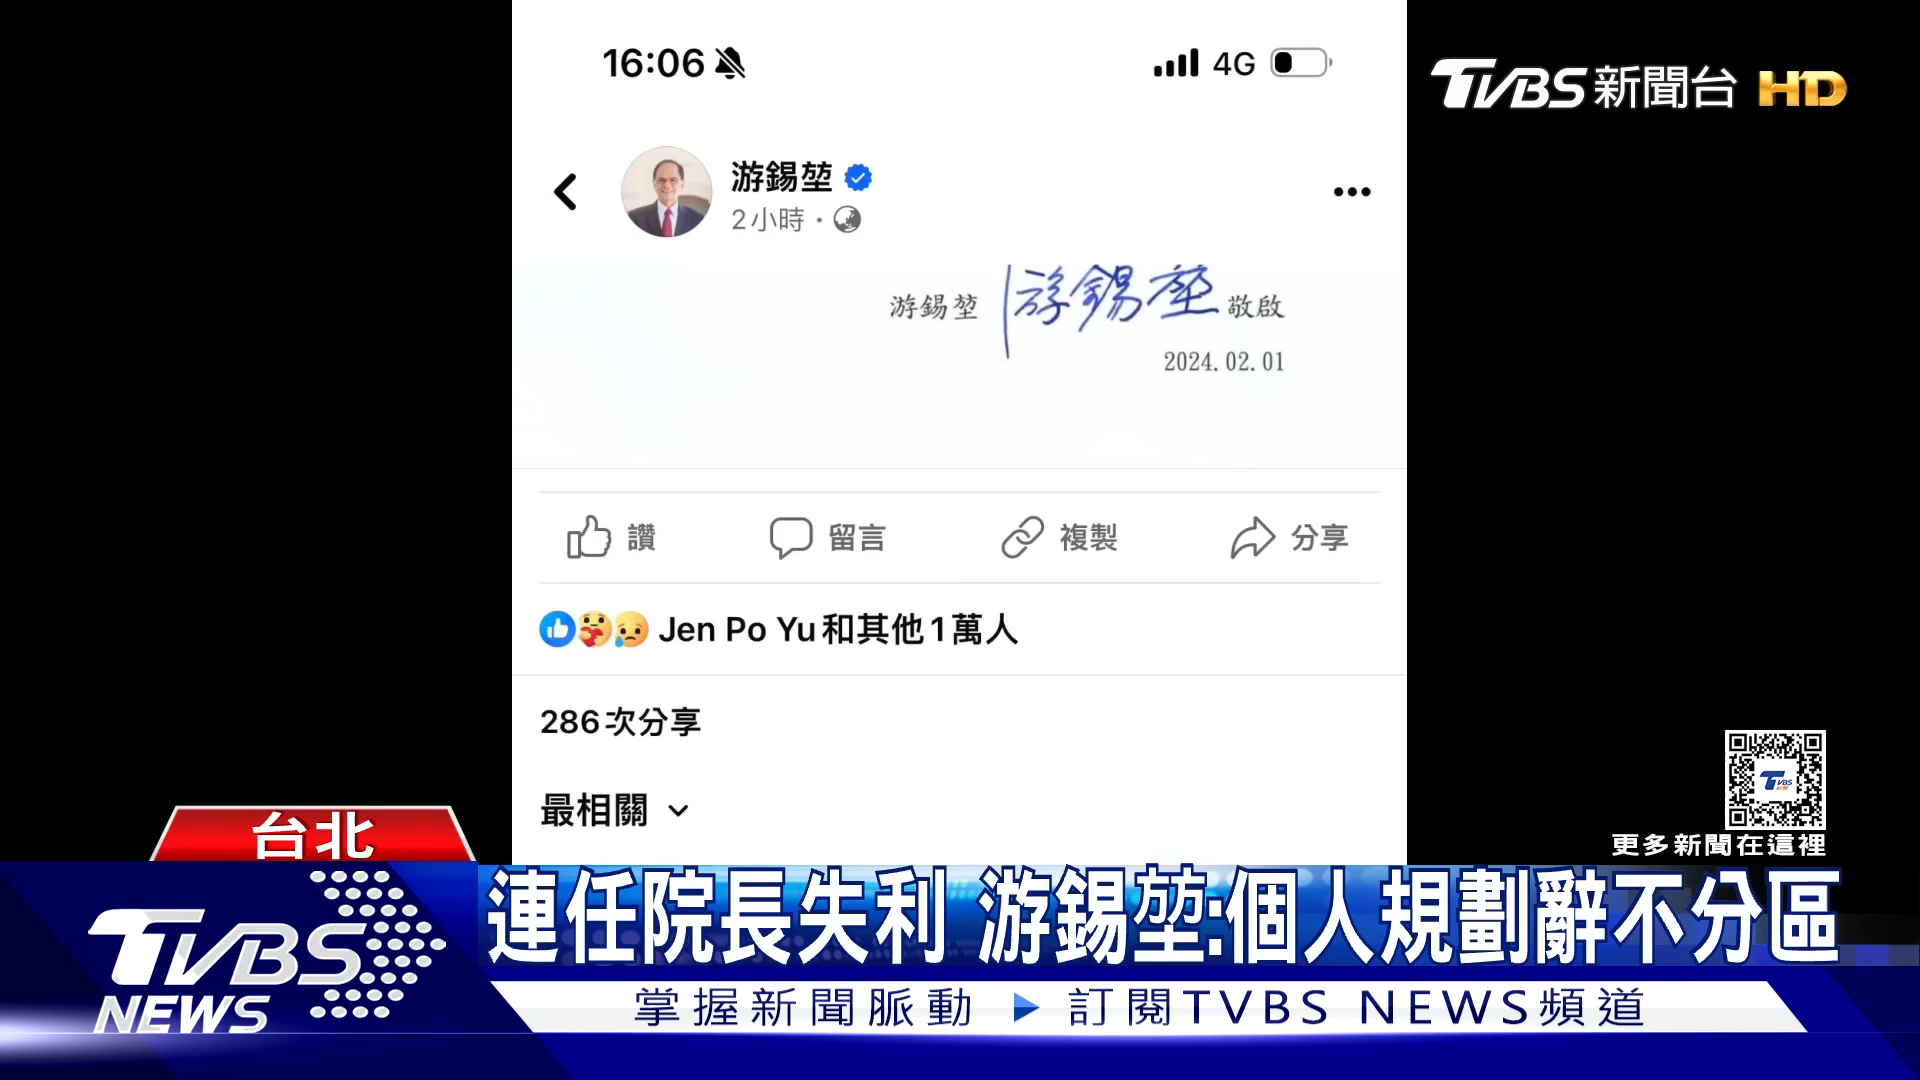 16:06
4G
TVBS新聞台 HD
游錫堃
2小時
游錫堃 游錫堃 敬啟
2024.02.01
讚 留言 複製 分享
Jen Po Yu和其他1萬人
286次分享
最相關
TVBS
更多新聞在這裡
台北
連任院長失利 游錫堃:個人規劃辭不分區
TVBS
NEWS
掌握新聞脈動 ▶ 訂閱TVBS NEWS頻道